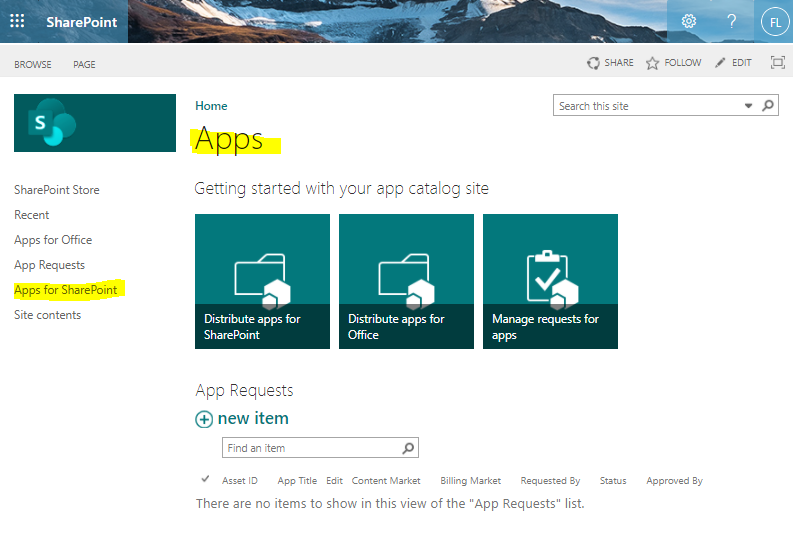 SharePoint
?
FL
BROWSE PAGE
SHARE FOLLOW EDIT
S
Home
Search this site
Apps
SharePoint Store
Recent
Apps for Office
App Requests
Apps for SharePoint
Site contents
Getting started with your app catalog site
Distribute apps for
SharePoint
Distribute apps for
Office
Manage requests for
apps
App Requests
new item
Find an item
Asset ID App Title Edit Content Market Billing Market Requested By Status Approved By
There are no items to show in this view of the "App Requests" list.